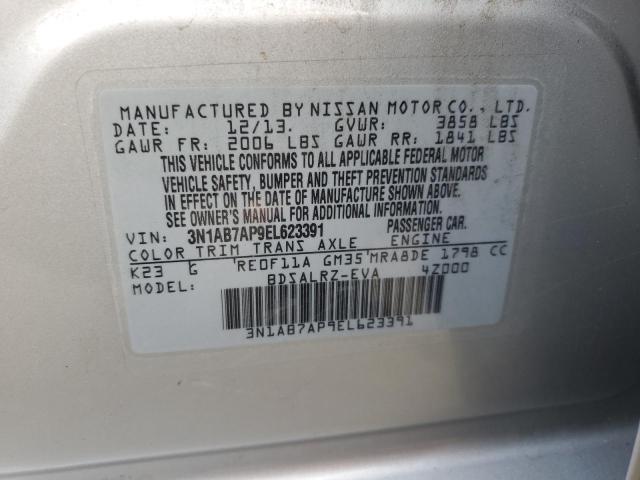 MANUFACTURED BY NISSAN MOTOR CO., LTD.
DATE: 12/13. GVWR: 3858 LBS
GAWR FR: 2006 LBS GAWR RR: 1841 LBS
THIS VEHICLE CONFORMS TO ALL APPLICABLE FEDERAL MOTOR
VEHICLE SAFETY, BUMPER AND THEFT PREVENTION STANDARDS
IN EFFECT ON THE DATE OF MANUFACTURE SHOWN ABOVE.
SEE OWNER'S MANUAL FOR ADDITIONAL INFORMATION.
VIN: 3N1AB7AP9EL623391 PASSENGER CAR.
COLOR TRIM TRANS AXLE ENGINE
K23 G RE0F11A GM35 MRA8DE 1798 CC
MODEL: BDSALRZ-EVA 4Z000
3N1AB7AP9EL623391